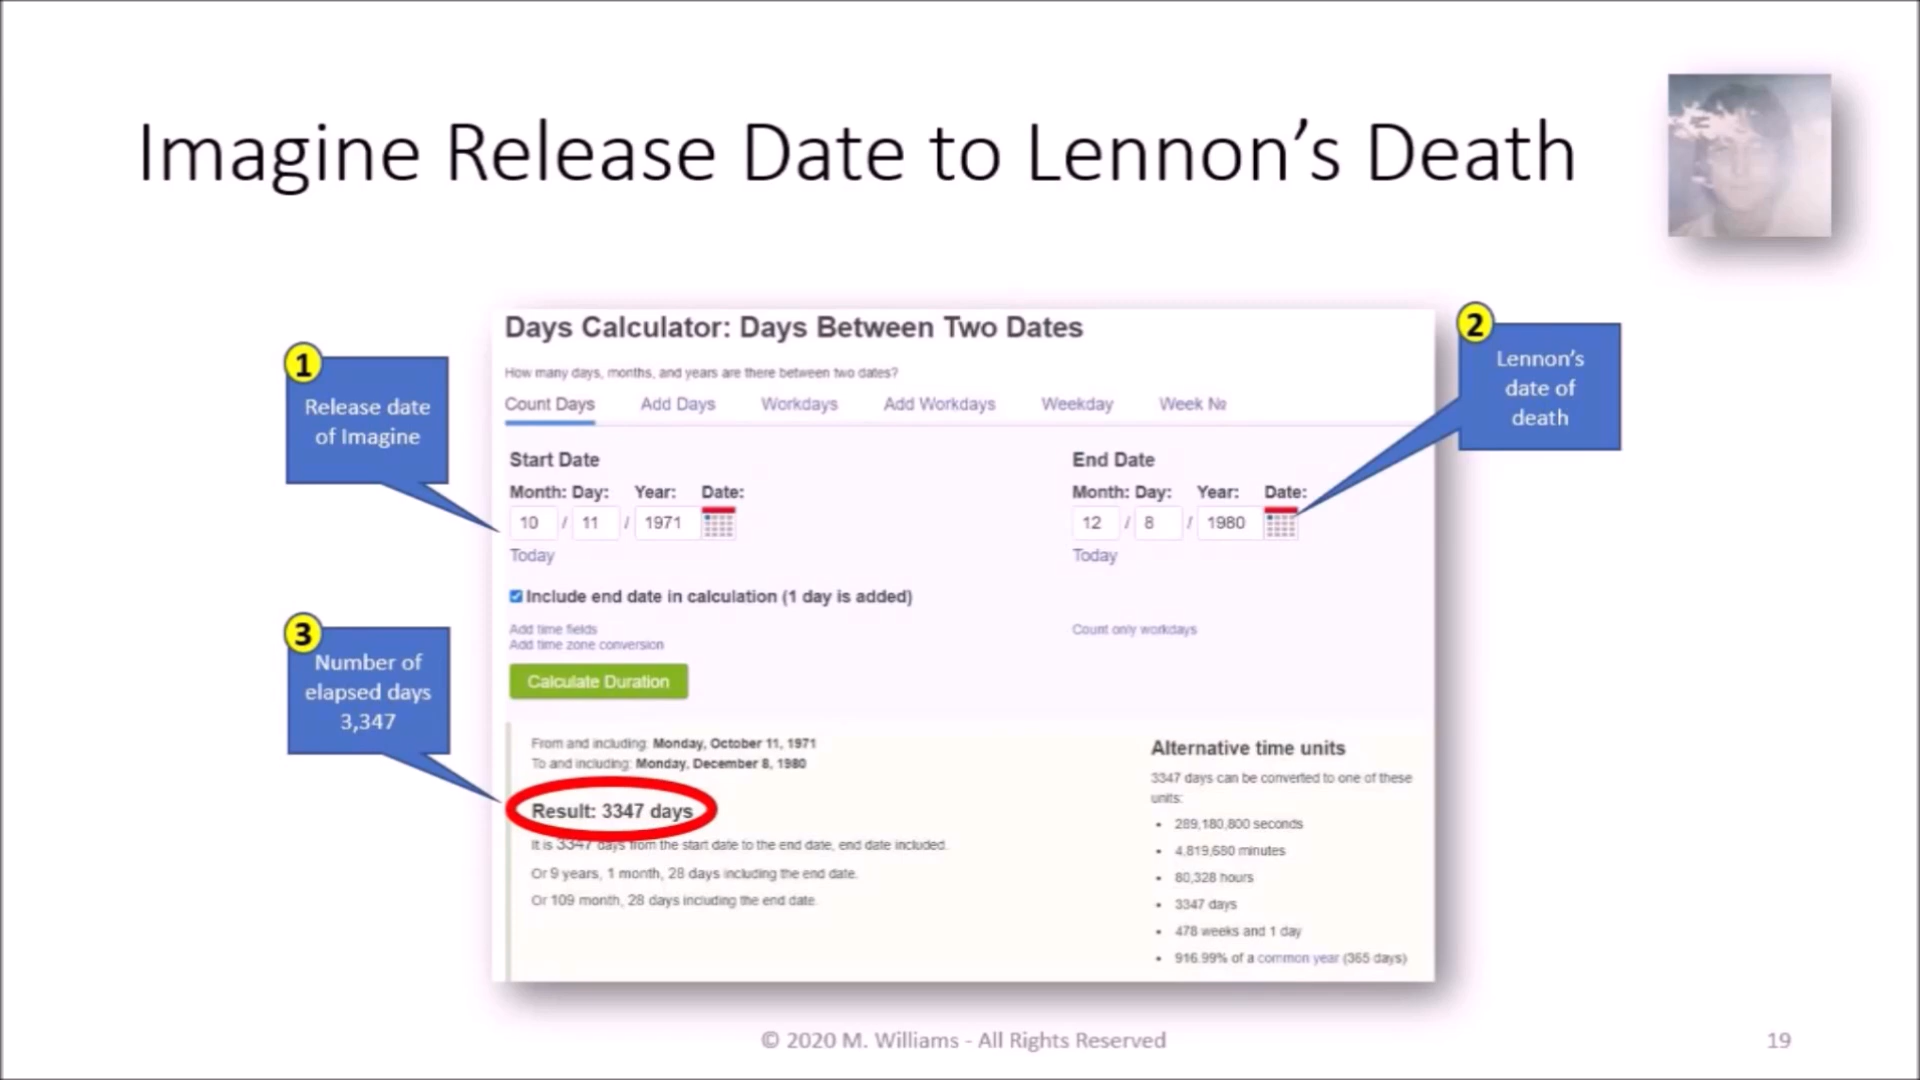 Imagine Release Date to Lennon's Death
1
Release date
of Imagine
2
Lennon's
date of
death
3
Number of
elapsed days
3,347
Days Calculator: Days Between Two Dates
How many days, months, and years are there between two dates?
Count Days Add Days Workdays Add Workdays Weekday Week №
Start Date
Month: Day: Year: Date:
10 / 11 / 1971
Today
End Date
Month: Day: Year: Date:
12 / 8 / 1980
Today
Include end date in calculation (1 day is added)
Add time fields
Add time zone conversion
Count only workdays
Calculate Duration
From and including: Monday, October 11, 1971
To and including: Monday, December 8, 1980
Result: 3347 days
It is 3347 days from the start date to the end date, end date included.
Or 9 years, 1 month, 28 days including the end date.
Or 109 month, 28 days including the end date.
Alternative time units
3347 days can be converted to one of these
units:
• 289,180,800 seconds
• 4,819,680 minutes
• 80,328 hours
• 3347 days
• 478 weeks and 1 day
• 916.99% of a common year (365 days)
© 2020 M. Williams - All Rights Reserved
19